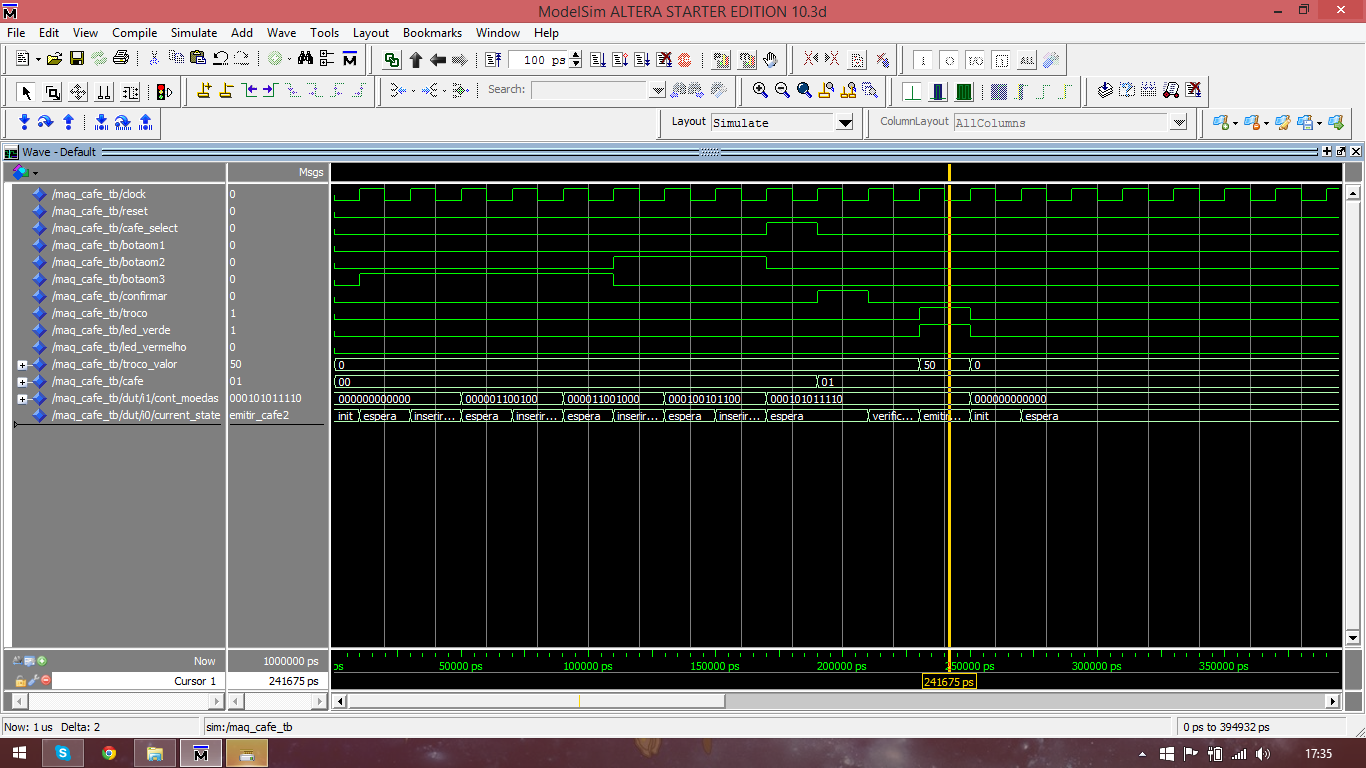 ModelSim ALTERA STARTER EDITION 10.3d
File Edit View Compile Simulate Add Wave Tools Layout Bookmarks Window Help
100 ps
ALL
Search:
Layout Simulate ColumnLayout AllColumns
Wave - Default
Msgs
/maq_cafe_tb/clock 0
/maq_cafe_tb/reset 0
/maq_cafe_tb/cafe_select 0
/maq_cafe_tb/botaom1 0
/maq_cafe_tb/botaom2 0
/maq_cafe_tb/botaom3 0
/maq_cafe_tb/confirmar 0
/maq_cafe_tb/troco 1
/maq_cafe_tb/led_verde 1
/maq_cafe_tb/led_vermelho 0
/maq_cafe_tb/troco_valor 50 0 50 0
/maq_cafe_tb/cafe 01 00 01
/maq_cafe_tb/dut/i1/cont_moedas 000101011110 000000000000 000001100100 000011001000 000100101100 000101011110 000000000000
/maq_cafe_tb/dut/i0/current_state emitir_cafe2 init espera inserir... espera inserir... espera inserir... espera inserir... espera verific... emitir... init espera
Now 1000000 ps ps 50000 ps 100000 ps 150000 ps 200000 ps 250000 ps 300000 ps 350000 ps
Cursor 1 241675 ps 241675 ps
Now: 1 us Delta: 2 sim:/maq_cafe_tb 0 ps to 394932 ps
17:35